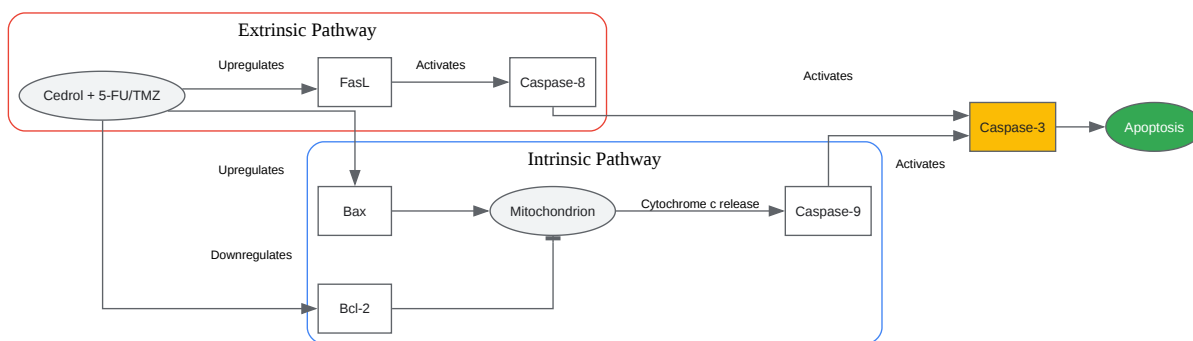 Extrinsic Pathway
Upregulates
Activates
Activates
FasL
Caspase-8
Cedrol + 5-FU/TMZ
Caspase-3
Apoptosis
Intrinsic Pathway
Upregulates
Activates
Bax
Mitochondrion
Cytochrome c release
Caspase-9
Downregulates
Bcl-2